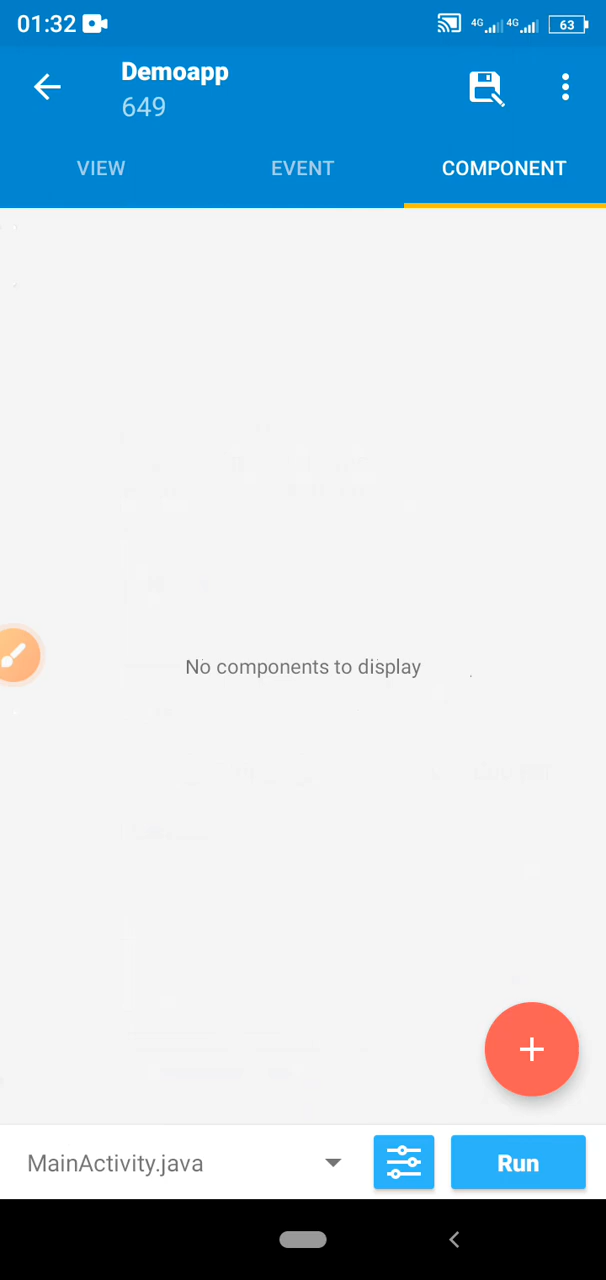 01:32 4G 4G 63
Demoapp
649
VIEW EVENT COMPONENT
No components to display
MainActivity.java Run